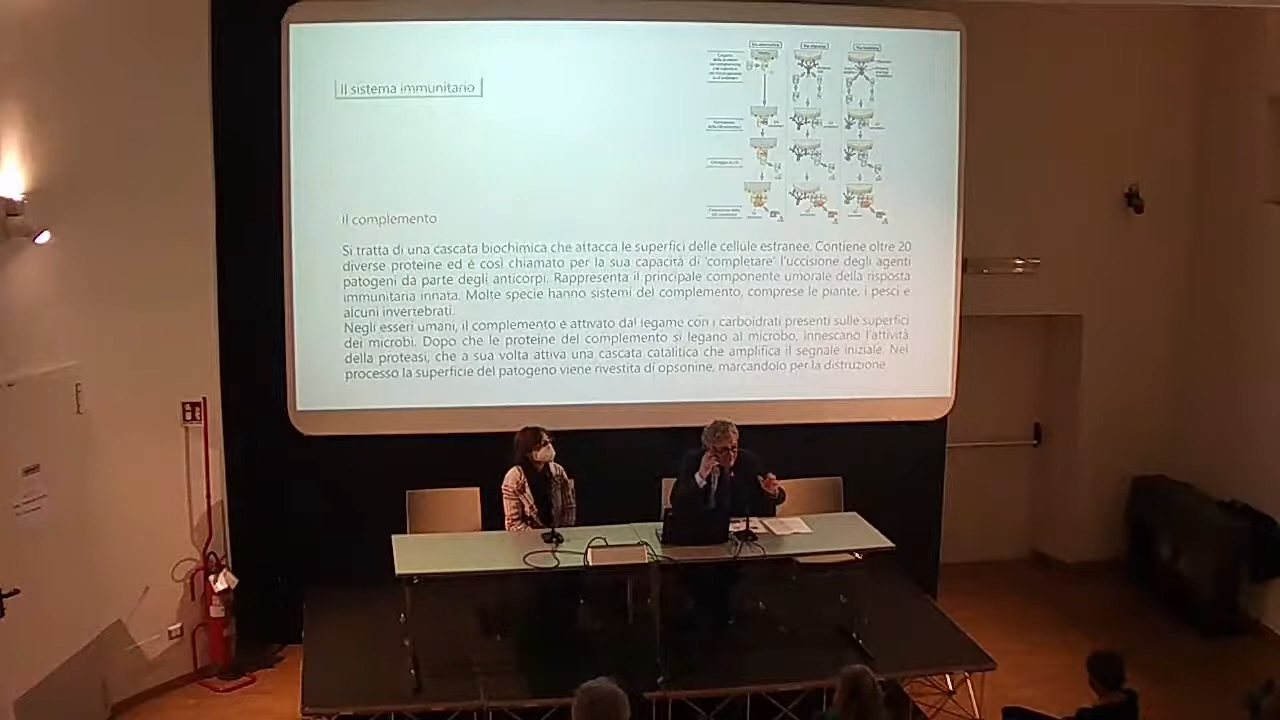 Il sistema immunitario
Via alternativa
Via classica
Il complemento
Si tratta di una cascata biochimica che attacca le superfici delle cellule estranee. Contiene oltre 20
diverse proteine ed è così chiamato per la sua capacità di 'completare' l'uccisione degli agenti
patogeni da parte degli anticorpi. Rappresenta il principale componente umorale della risposta
immunitaria innata. Molte specie hanno sistemi del complemento, comprese le piante, i pesci e
alcuni invertebrati.
Negli esseri umani, il complemento è attivato dal legame con i carboidrati presenti sulle superfici
dei microbi. Dopo che le proteine del complemento si legano al microbo, innescano l'attività
della proteasi, che a sua volta attiva una cascata catalitica che amplifica il segnale iniziale. Nel
processo la superficie del patogeno viene rivestita di opsonine, marcandolo per la distruzione